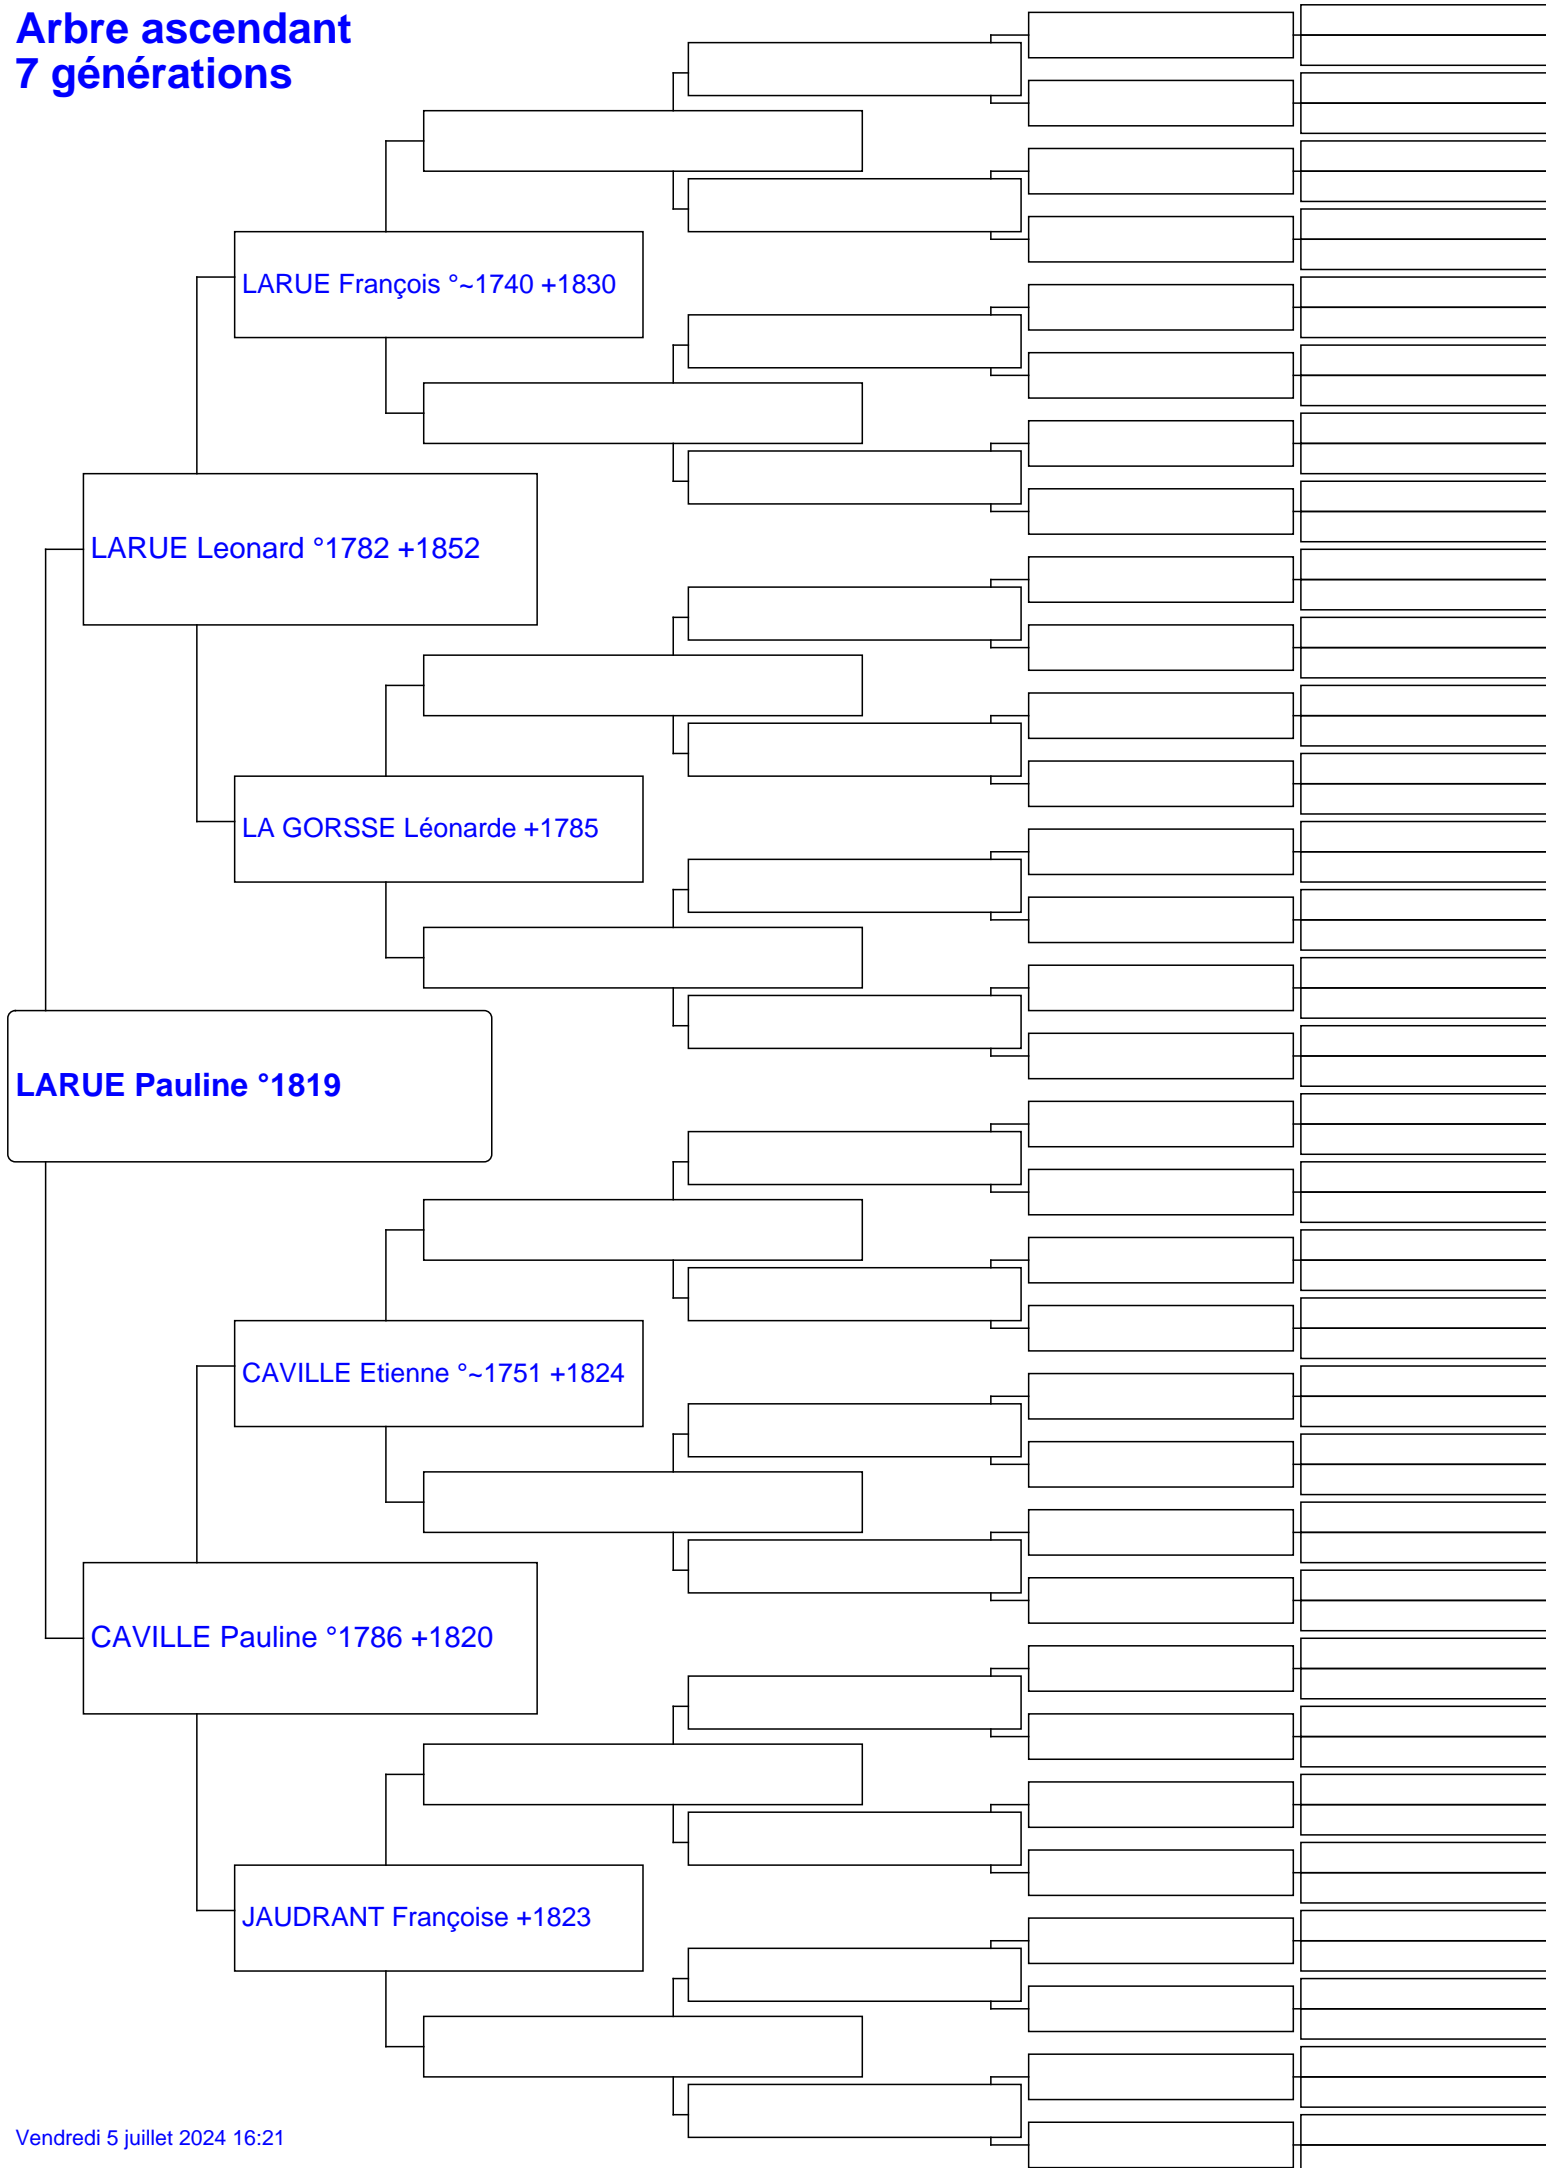 Arbre ascendant
7 générations
LARUE François °~1740 +1830
LARUE Leonard °1782 +1852
LA GORSSE Léonarde +1785
LARUE Pauline °1819
CAVILLE Etienne °~1751 +1824
CAVILLE Pauline °1786 +1820
JAUDRANT Françoise +1823
Vendredi 5 juillet 2024 16:21